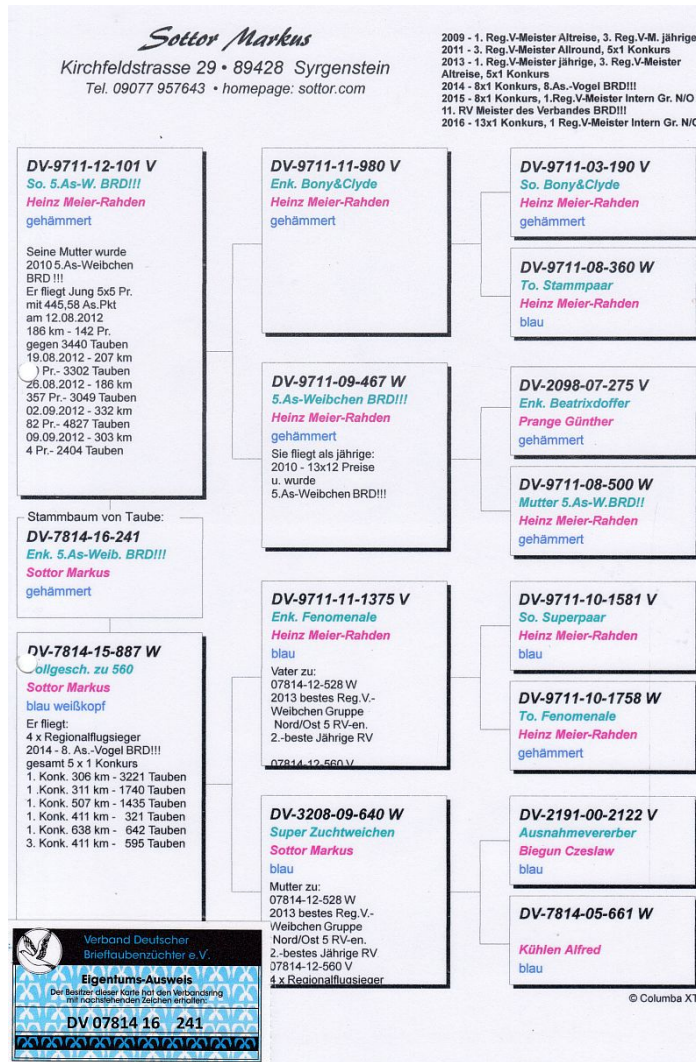 Sottor Markus
Kirchfeldstrasse 29 • 89428 Syrgenstein
Tel. 09077 957643 • homepage: sottor.com
2009 - 1. Reg.V-Meister Altreise, 3. Reg.V-M. jährige
2011 - 3. Reg.V-Meister Allround, 5x1 Konkurs
2013 - 1. Reg.V-Meister jährige, 3. Reg.V-Meister
Altreise, 5x1 Konkurs
2014 - 8x1 Konkurs, 8.As.-Vogel BRD!!!
2015 - 8x1 Konkurs, 1.Reg.V-Meister Intern Gr. N/O
11. RV Meister des Verbandes BRD!!!
2016 - 13x1 Konkurs, 1 Reg.V-Meister Intern Gr. N/O
DV-9711-12-101 V
So. 5.As-W. BRD!!!
Heinz Meier-Rahden
gehämmert
Seine Mutter wurde
2010 5.As-Weibchen
BRD !!!
Er fliegt Jung 5x5 Pr.
mit 445,58 As.Pkt
am 12.08.2012
186 km - 142 Pr.
gegen 3440 Tauben
19.08.2012 - 207 km
Pr.- 3302 Tauben
26.08.2012 - 186 km
357 Pr.- 3049 Tauben
02.09.2012 - 332 km
82 Pr.- 4827 Tauben
09.09.2012 - 303 km
4 Pr.- 2404 Tauben
Stammbaum von Taube:
DV-7814-16-241
Enk. 5.As-Weib. BRD!!!
Sottor Markus
gehämmert
DV-7814-15-887 W
ollgesch. zu 560
Sottor Markus
blau weißkopf
Er fliegt:
4 x Regionalflugsieger
2014 - 8. As.-Vogel BRD!!!
gesamt 5 x 1 Konkurs
1. Konk. 306 km - 3221 Tauben
1 .Konk. 311 km - 1740 Tauben
1. Konk. 507 km - 1435 Tauben
1. Konk. 411 km - 321 Tauben
1. Konk. 638 km - 642 Tauben
3. Konk. 411 km - 595 Tauben
DV-9711-11-980 V
Enk. Bony&Clyde
Heinz Meier-Rahden
gehämmert
DV-9711-09-467 W
5.As-Weibchen BRD!!!
Heinz Meier-Rahden
gehämmert
Sie fliegt als jährige:
2010 - 13x12 Preise
u. wurde
5.As-Weibchen BRD!!!
DV-9711-11-1375 V
Enk. Fenomenale
Heinz Meier-Rahden
blau
Vater zu:
07814-12-528 W
2013 bestes Reg.V.-
Weibchen Gruppe
Nord/Ost 5 RV-en.
2.-beste Jährige RV
07814-12-560 V
DV-3208-09-640 W
Super Zuchtweichen
Sottor Markus
blau
Mutter zu:
07814-12-528 W
2013 bestes Reg.V.-
Weibchen Gruppe
Nord/Ost 5 RV-en.
2.-bestes Jährige RV
07814-12-560 V
4 x Regionalflugsieger
DV-9711-03-190 V
So. Bony&Clyde
Heinz Meier-Rahden
gehämmert
DV-9711-08-360 W
To. Stammpaar
Heinz Meier-Rahden
blau
DV-2098-07-275 V
Enk. Beatrixdoffer
Prange Günther
gehämmert
DV-9711-08-500 W
Mutter 5.As-W.BRD!!
Heinz Meier-Rahden
gehämmert
DV-9711-10-1581 V
So. Superpaar
Heinz Meier-Rahden
blau
DV-9711-10-1758 W
To. Fenomenale
Heinz Meier-Rahden
gehämmert
DV-2191-00-2122 V
Ausnahmevererber
Biegun Czeslaw
blau
DV-7814-05-661 W
Kühlen Alfred
blau
© Columba XT
Verband Deutscher
Brieftaubenzüchter e.V.
Eigentums-Ausweis
Der Besitzer dieser Karte hat den Verbandsring
mit nachstehenden Zeichen erhalten:
DV 07814 16 241